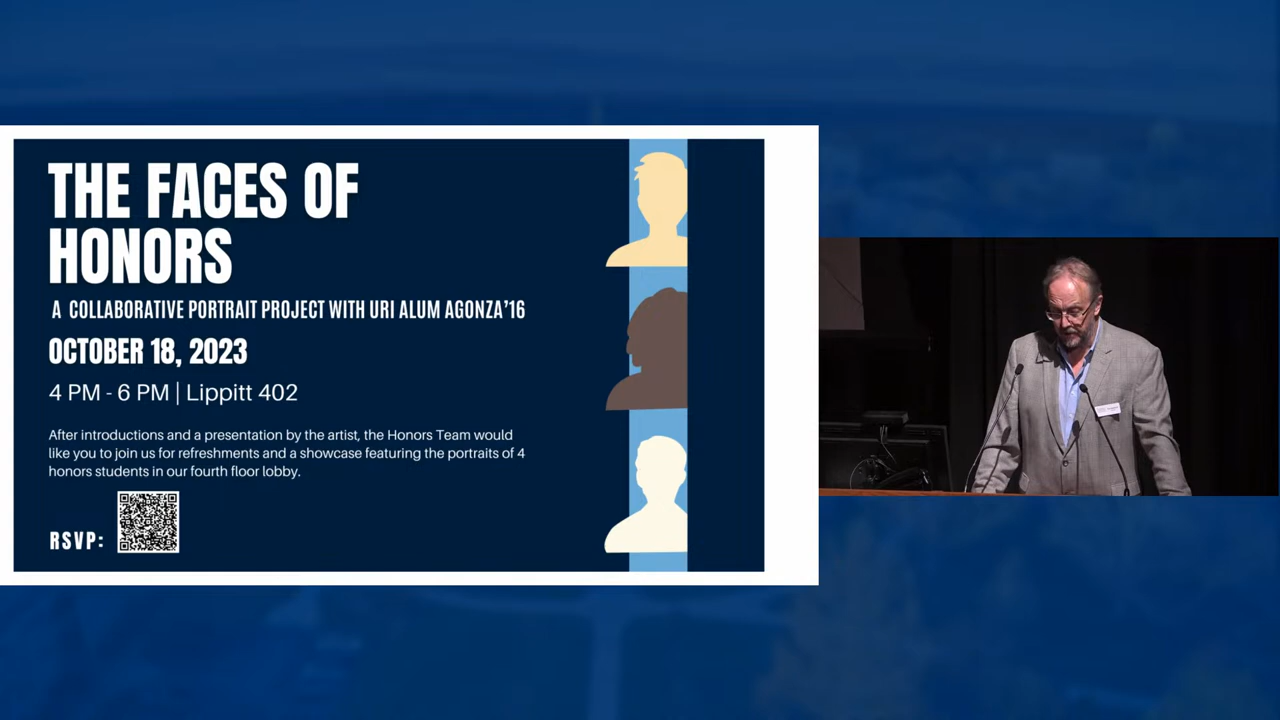 THE FACES OF
HONORS
A COLLABORATIVE PORTRAIT PROJECT WITH URI ALUM AGONZA'16
OCTOBER 18, 2023
4 PM - 6 PM | Lippitt 402
After introductions and a presentation by the artist, the Honors Team would
like you to join us for refreshments and a showcase featuring the portraits of 4
honors students in our fourth floor lobby.
RSVP: